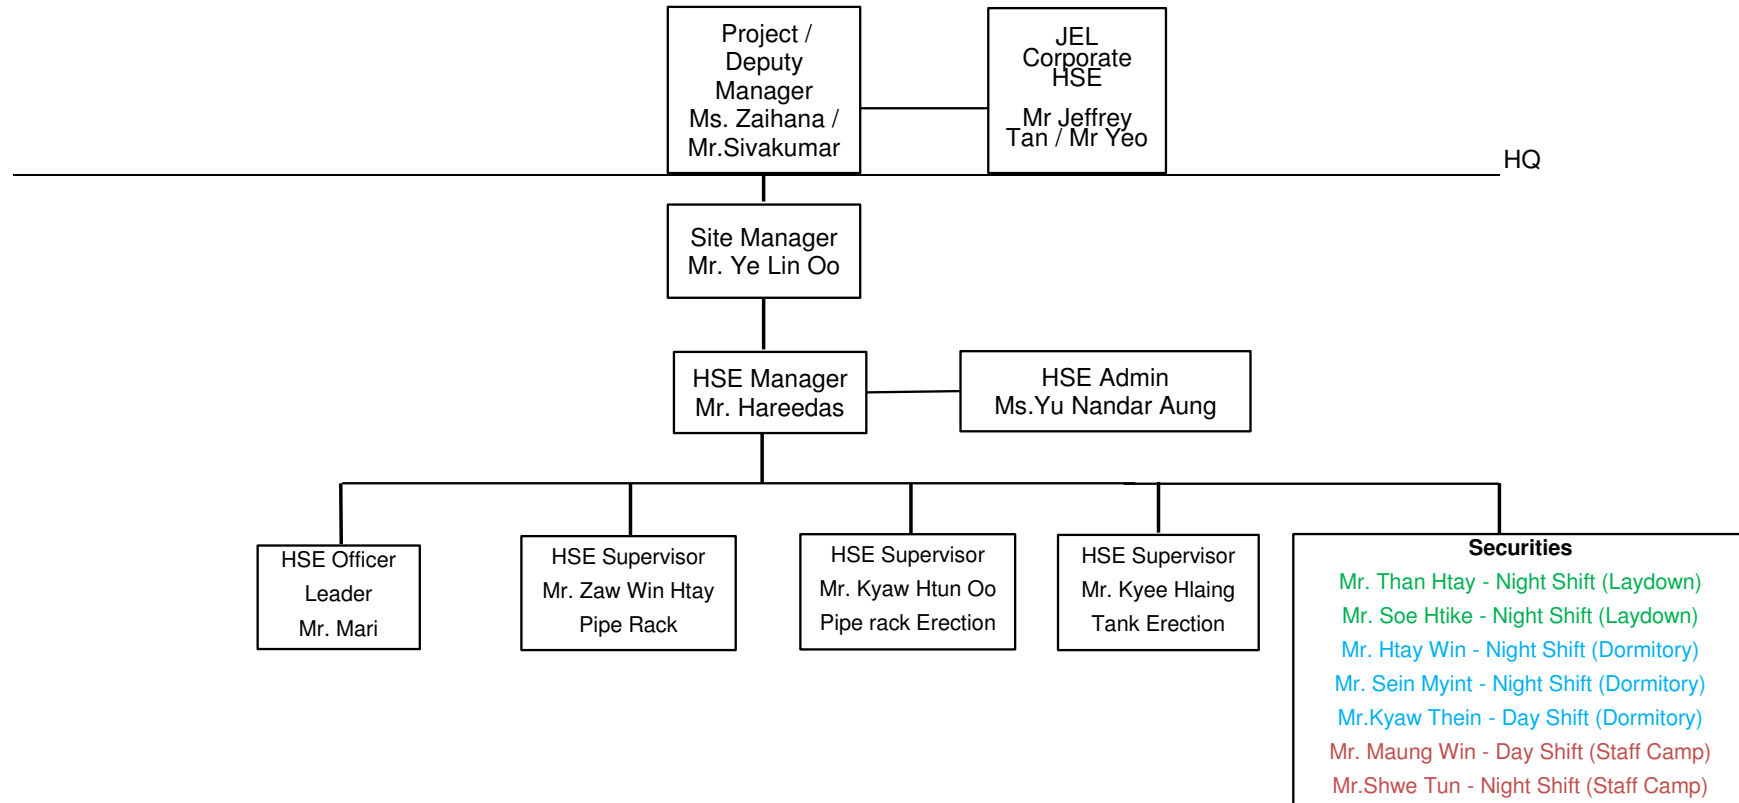 Project /
Deputy
Manager
Ms. Zaihana /
Mr.Sivakumar
JEL
Corporate
HSE
Mr Jeffrey
Tan / Mr Yeo
HQ
Site Manager
Mr. Ye Lin Oo
HSE Manager
Mr. Hareedas
HSE Admin
Ms.Yu Nandar Aung
HSE Officer
Leader
Mr. Mari
HSE Supervisor
Mr. Zaw Win Htay
Pipe Rack
HSE Supervisor
Mr. Kyaw Htun Oo
Pipe rack Erection
HSE Supervisor
Mr. Kyee Hlaing
Tank Erection
Securities
Mr. Than Htay - Night Shift (Laydown)
Mr. Soe Htike - Night Shift (Laydown)
Mr. Htay Win - Night Shift (Dormitory)
Mr. Sein Myint - Night Shift (Dormitory)
Mr.Kyaw Thein - Day Shift (Dormitory)
Mr. Maung Win - Day Shift (Staff Camp)
Mr.Shwe Tun - Night Shift (Staff Camp)